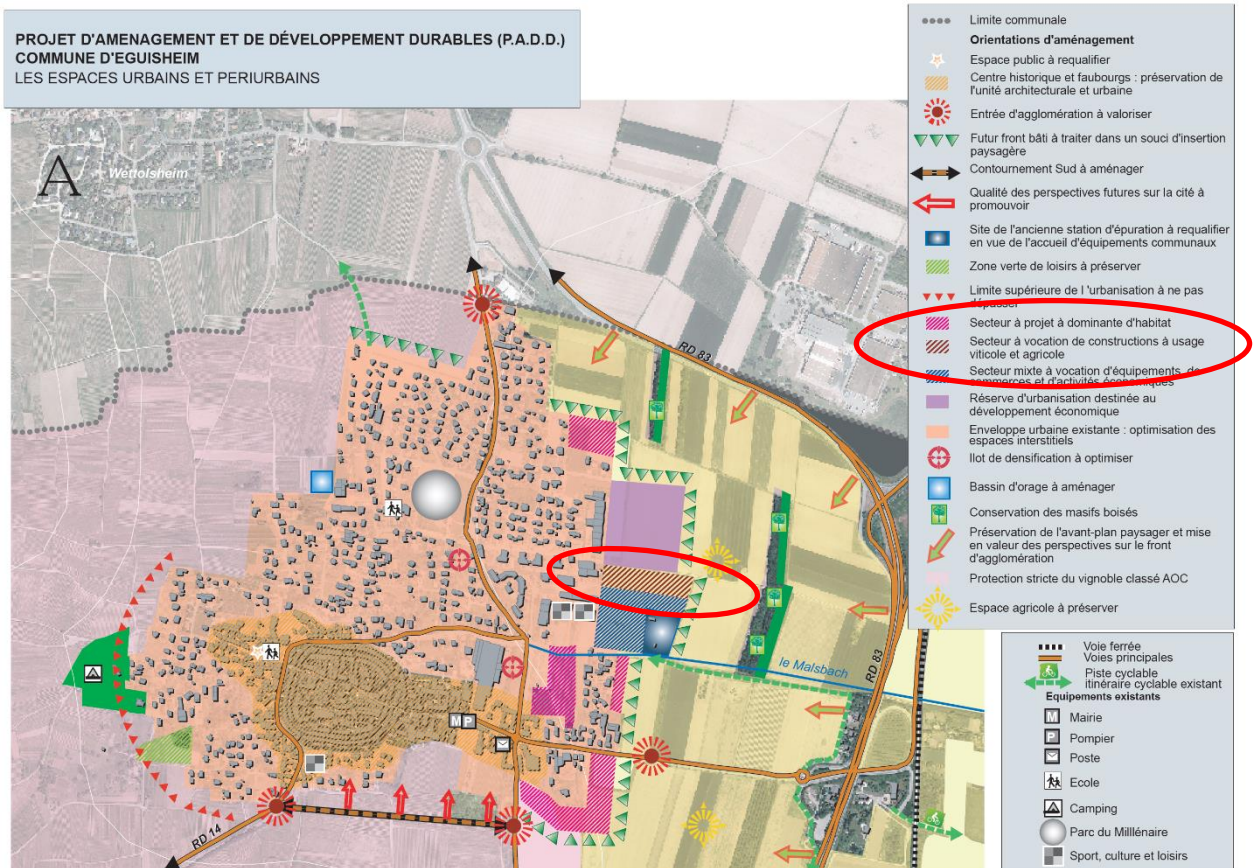 PROJET D'AMENAGEMENT ET DE DÉVELOPPEMENT DURABLES (P.A.D.D.)
COMMUNE D'EGUISHEIM
LES ESPACES URBAINS ET PERIURBAINS
A
Wettolsheim
RD 83
le Malsbach
RD 83
M P
RD 14
Limite communale
Orientations d'aménagement
Espace public à requalifier
Centre historique et faubourgs : préservation de
l'unité architecturale et urbaine
Entrée d'agglomération à valoriser
Futur front bâti à traiter dans un souci d'insertion
paysagère
Contournement Sud à aménager
Qualité des perspectives futures sur la cité à
promouvoir
Site de l'ancienne station d'épuration à requalifier
en vue de l'accueil d'équipements communaux
Zone verte de loisirs à préserver
Limite supérieure de l 'urbanisation à ne pas
dépasser
Secteur à projet à dominante d'habitat
Secteur à vocation de constructions à usage
viticole et agricole
Secteur mixte à vocation d'équipements, de
commerces et d'activités économiques
Réserve d'urbanisation destinée au
développement économique
Enveloppe urbaine existante : optimisation des
espaces interstitiels
Ilot de densification à optimiser
Bassin d'orage à aménager
Conservation des masifs boisés
Préservation de l'avant-plan paysager et mise
en valeur des perspectives sur le front
d'agglomération
Protection stricte du vignoble classé AOC
Espace agricole à préserver
Voie ferrée
Voies principales
Piste cyclable
itinéraire cyclable existant
Equipements existants
M Mairie
P Pompier
Poste
Ecole
Camping
Parc du Milllénaire
Sport, culture et loisirs